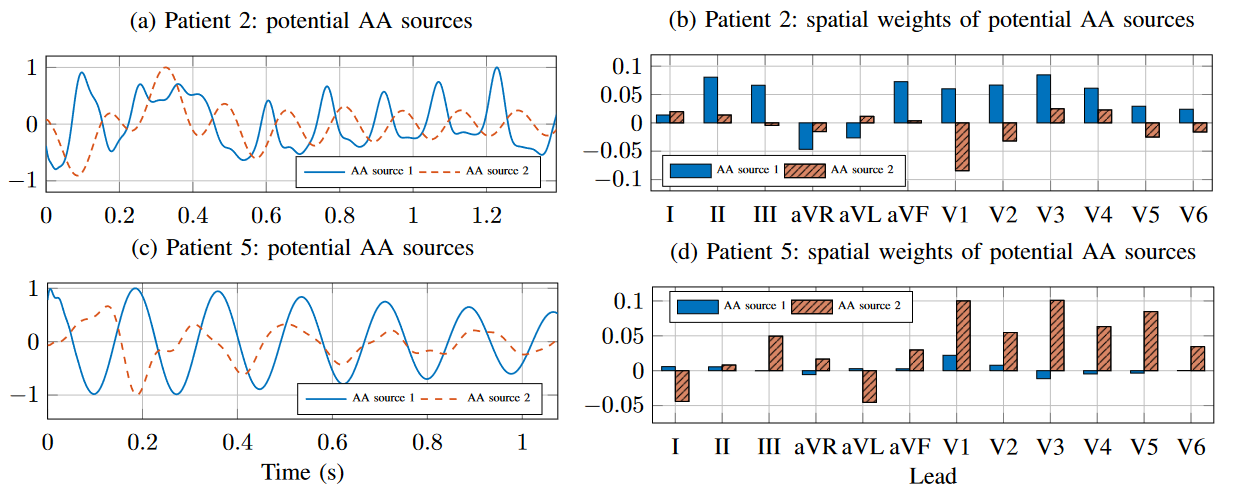 (a) Patient 2: potential AA sources
1
0
−1
AA source 1 AA source 2
0 0.2 0.4 0.6 0.8 1 1.2
(b) Patient 2: spatial weights of potential AA sources
0.1
0.05
0
−0.05
−0.1
AA source 1 AA source 2
I II III aVR aVL aVF V1 V2 V3 V4 V5 V6
(c) Patient 5: potential AA sources
1
0
−1
AA source 1 AA source 2
0 0.2 0.4 0.6 0.8 1
Time (s)
(d) Patient 5: spatial weights of potential AA sources
AA source 1 AA source 2
0.1
0.05
0
−0.05
I II III aVR aVL aVF V1 V2 V3 V4 V5 V6
Lead